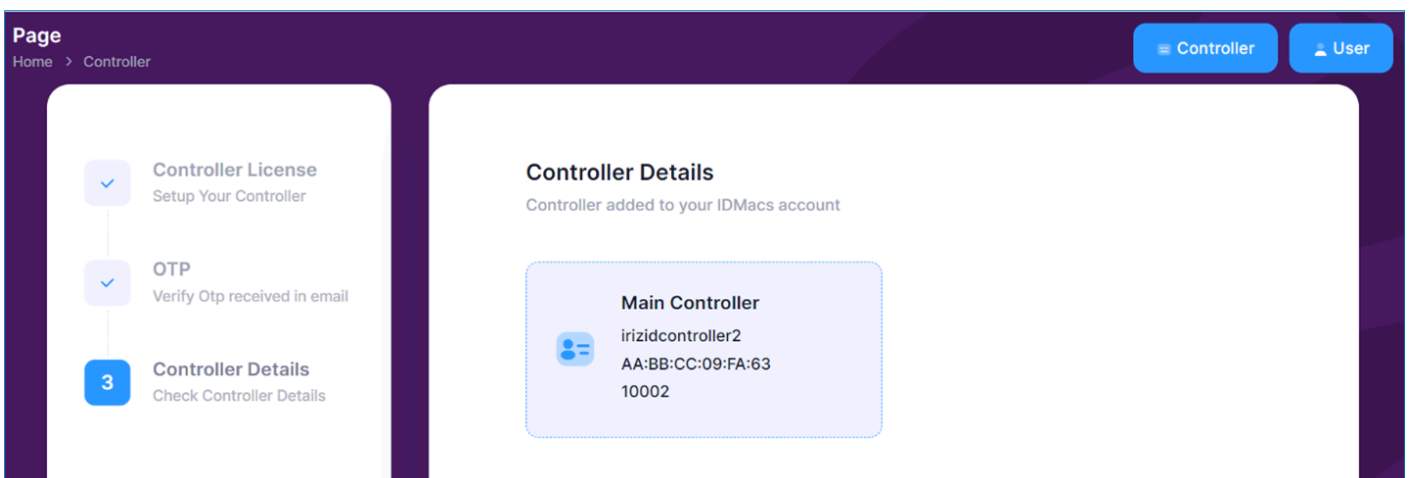 Page
Home > Controller
Controller
User
Controller License
Setup Your Controller
OTP
Verify Otp received in email
3
Controller Details
Check Controller Details
Controller Details
Controller added to your IDMacs account
Main Controller
irizidcontroller2
AA:BB:CC:09:FA:63
10002